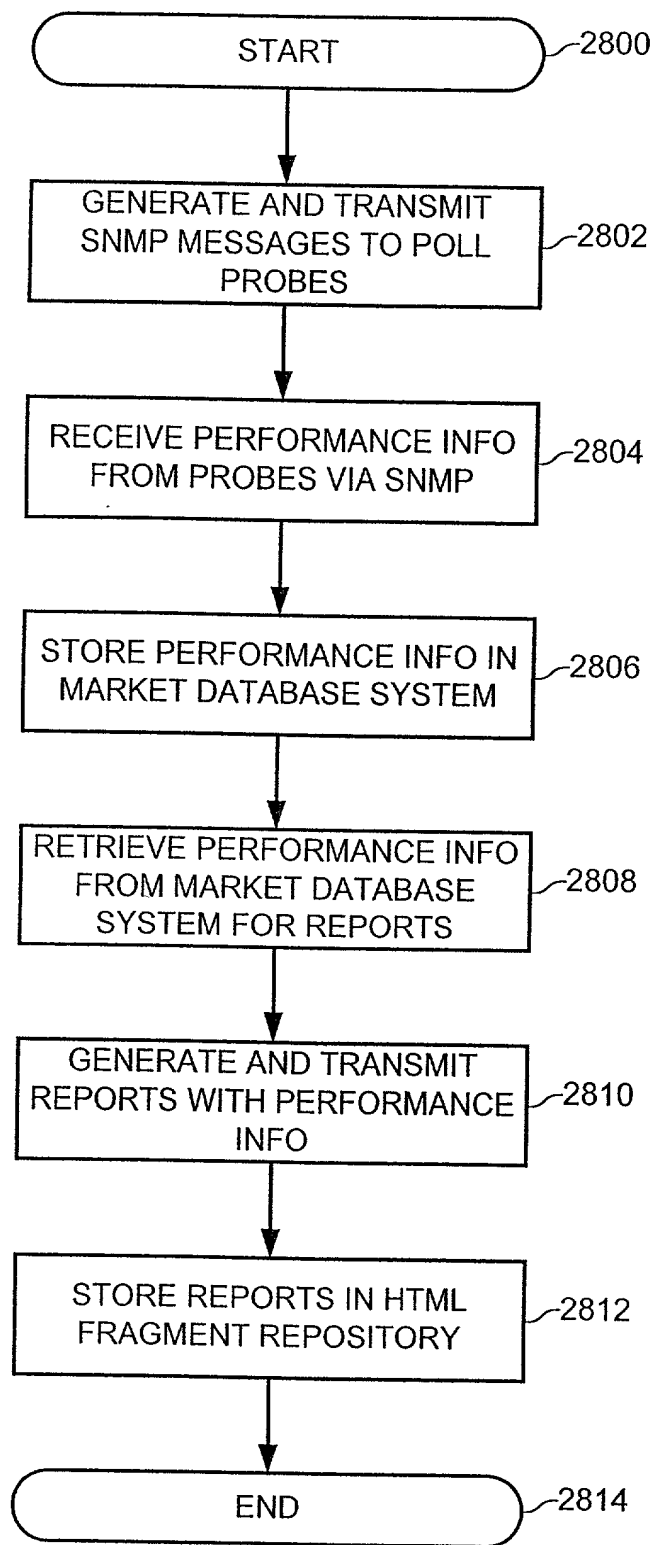 START
2800
GENERATE AND TRANSMIT
SNMP MESSAGES TO POLL
PROBES
2802
RECEIVE PERFORMANCE INFO
FROM PROBES VIA SNMP
2804
STORE PERFORMANCE INFO IN
MARKET DATABASE SYSTEM
2806
RETRIEVE PERFORMANCE INFO
FROM MARKET DATABASE
SYSTEM FOR REPORTS
2808
GENERATE AND TRANSMIT
REPORTS WITH PERFORMANCE
INFO
2810
STORE REPORTS IN HTML
FRAGMENT REPOSITORY
2812
END
2814